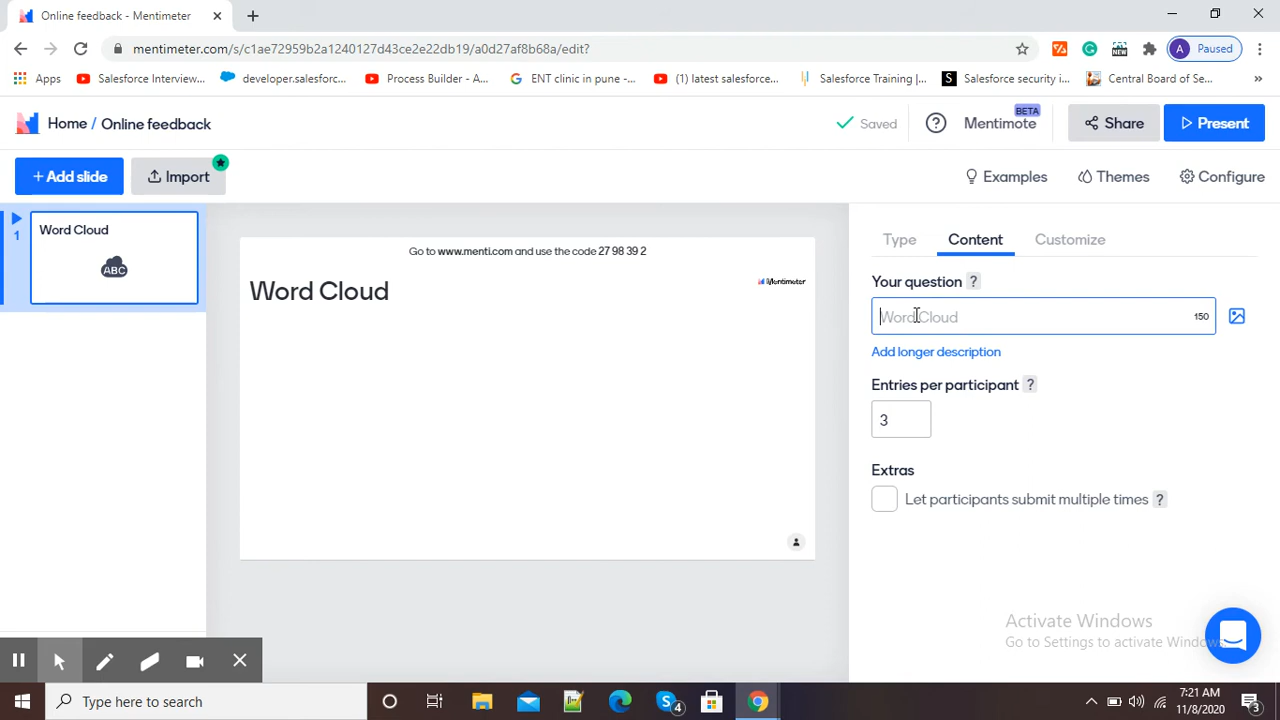 Online feedback - Mentimeter
mentimeter.com/s/c1ae72959b2a1240127d43ce2e22db19/a0d27af8b68a/edit?
NEW
A Paused
Apps Salesforce Interview... developer.salesforc... Process Builder - A... ENT clinic in pune -... (1) latest salesforce... Salesforce Training |... S Salesforce security i... Central Board of Se... »
Home / Online feedback
Saved
? Mentimote BETA
Share
Present
+ Add slide
Import
Examples
Themes
Configure
1
Word Cloud
ABC
Go to www.menti.com and use the code 27 98 39 2
Word Cloud
Mentimeter
Type
Content
Customize
Your question ?
Word Cloud
150
Add longer description
Entries per participant ?
3
Extras
Let participants submit multiple times ?
Activate Windows
Go to Settings to activate Windows.
Type here to search
4
7:21 AM
11/8/2020
3